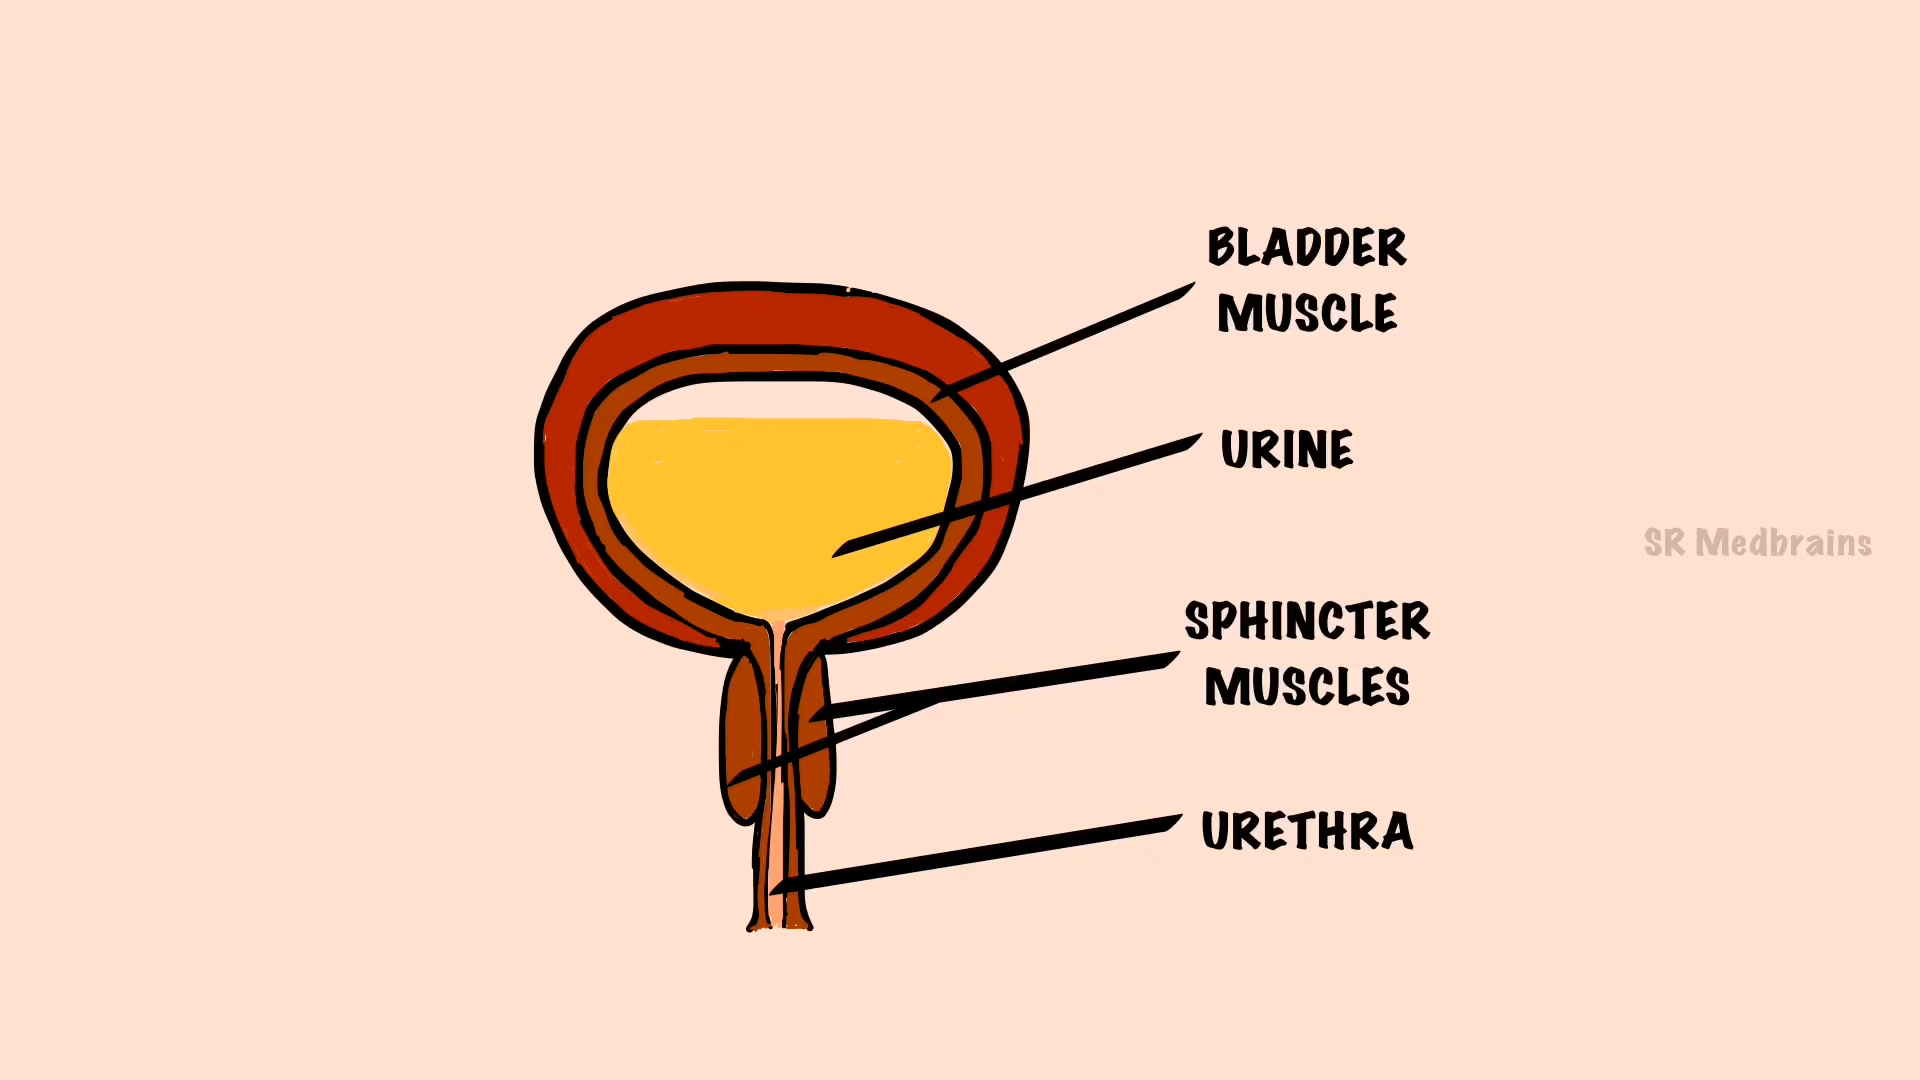 BLADDER
MUSCLE
URINE
SR Medbrains
SPHINCTER
MUSCLES
URETHRA